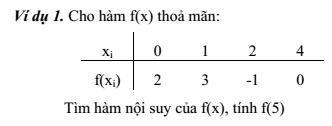 Ví dụ 1. Cho hàm f(x) thoả mãn:
xi 0 1 2 4
f(xi) 2 3 -1 0
Tìm hàm nội suy của f(x), tính f(5)